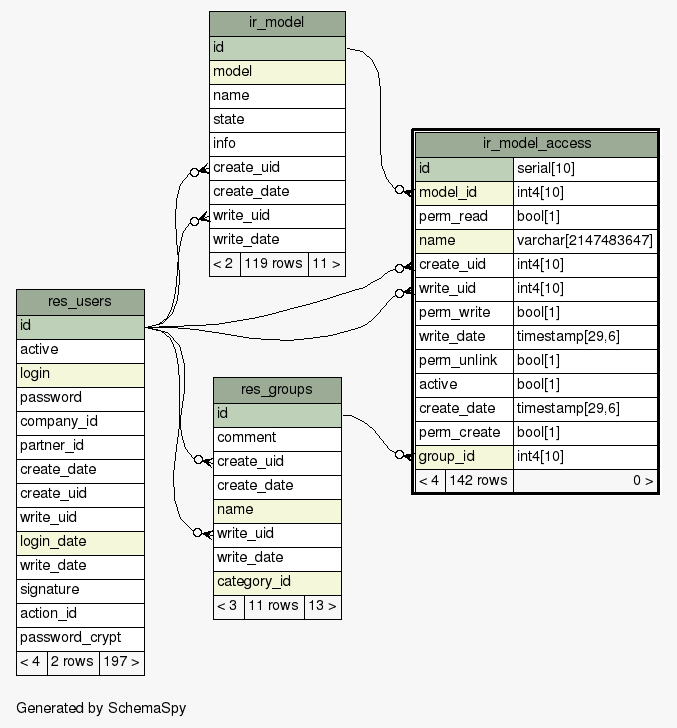 ir_model
id
model
name
state
info
create_uid
create_date
write_uid
write_date
< 2 119 rows 11 >
ir_model_access
id serial[10]
model_id int4[10]
perm_read bool[1]
name varchar[2147483647]
create_uid int4[10]
write_uid int4[10]
perm_write bool[1]
write_date timestamp[29,6]
perm_unlink bool[1]
active bool[1]
create_date timestamp[29,6]
perm_create bool[1]
group_id int4[10]
< 4 142 rows 0 >
res_users
id
active
login
password
company_id
partner_id
create_date
create_uid
write_uid
login_date
write_date
signature
action_id
password_crypt
< 4 2 rows 197 >
res_groups
id
comment
create_uid
create_date
name
write_uid
write_date
category_id
< 3 11 rows 13 >
Generated by SchemaSpy